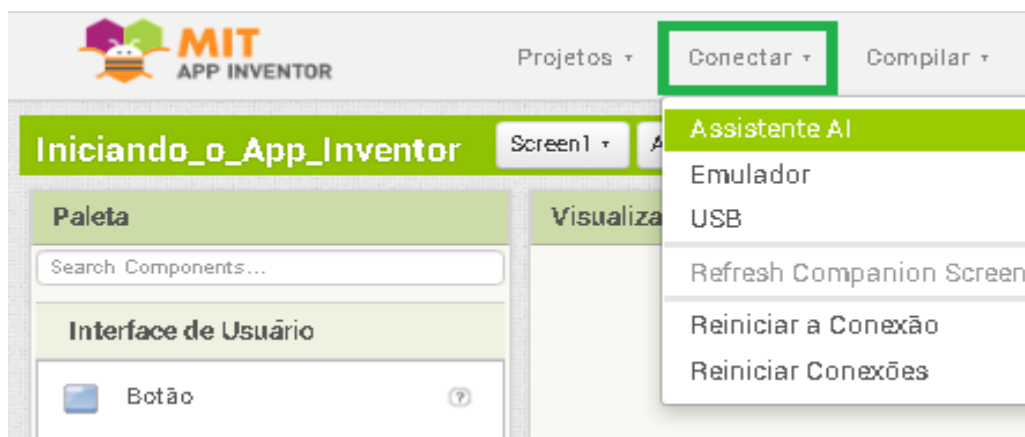 MIT
APP INVENTOR
Projetos
Conectar
Compilar
Iniciando_o_App_Inventor
Screen1
Assistente AI
Emulador
USB
Refresh Companion Screen
Reiniciar a Conexão
Reiniciar Conexões
Paleta
Visualiza
Search Components...
Interface de Usuário
Botão
?